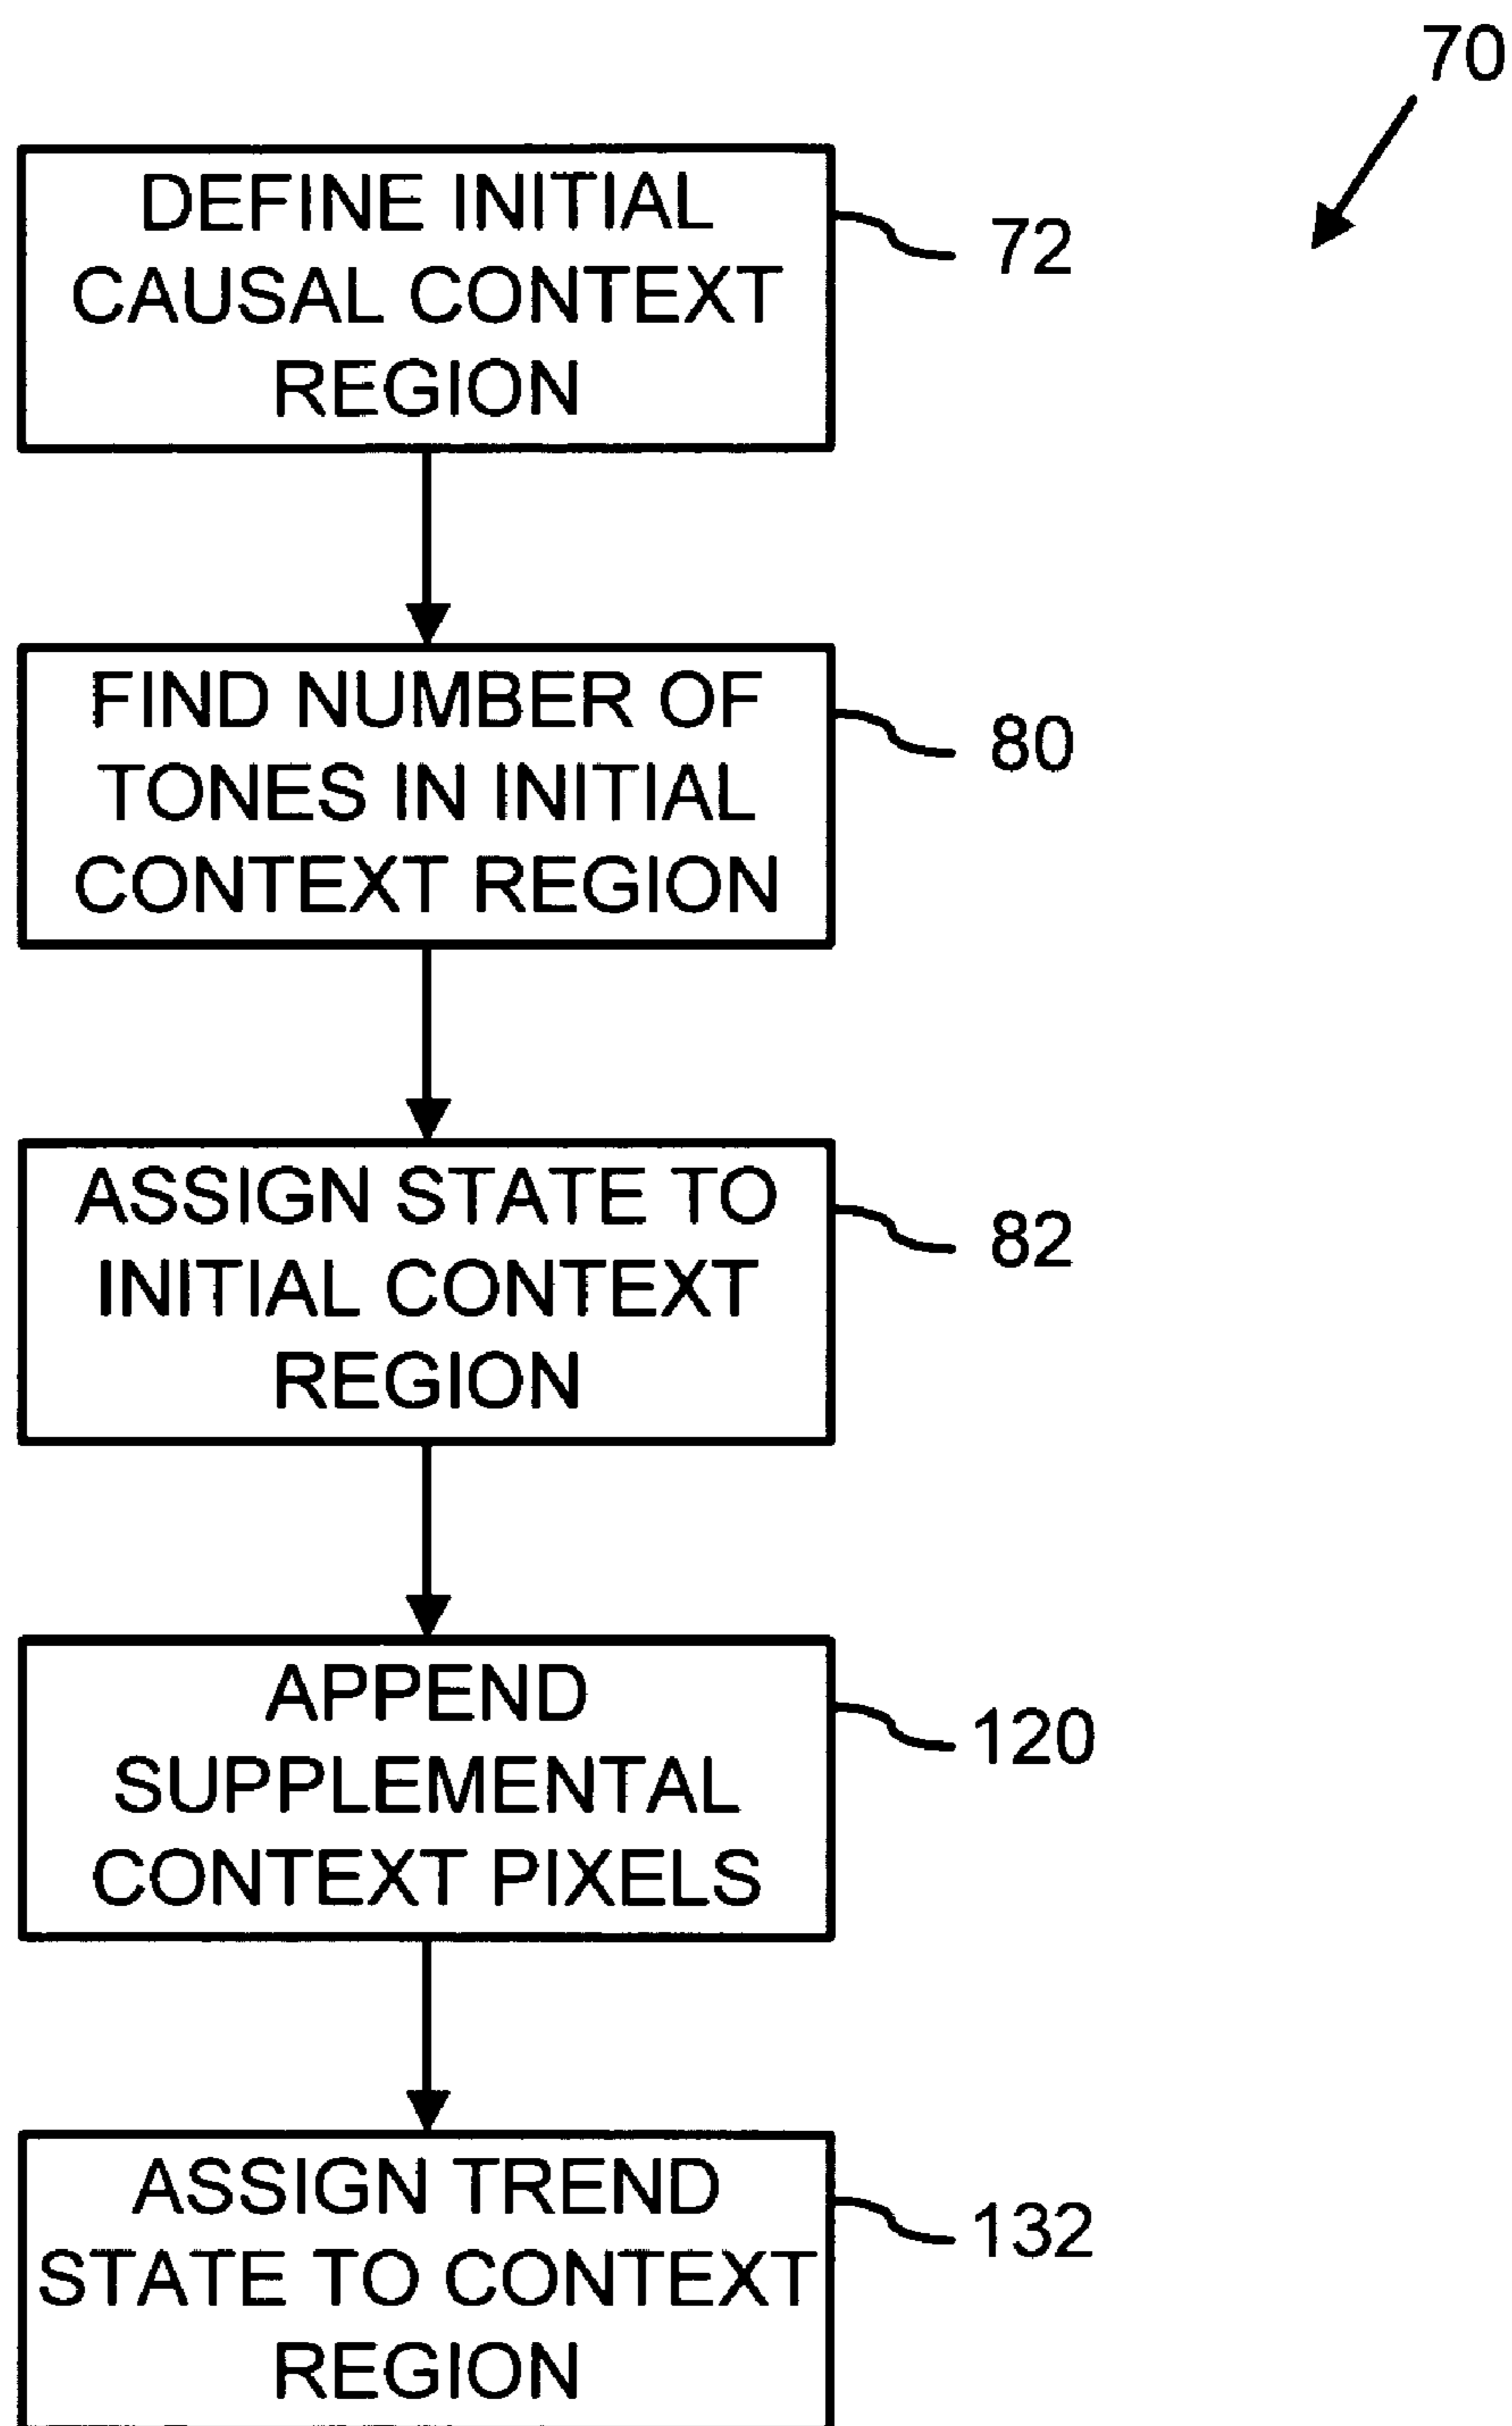 70
DEFINE INITIAL
CAUSAL CONTEXT
REGION
72
FIND NUMBER OF
TONES IN INITIAL
CONTEXT REGION
80
ASSIGN STATE TO
INITIAL CONTEXT
REGION
82
APPEND
SUPPLEMENTAL
CONTEXT PIXELS
120
ASSIGN TREND
STATE TO CONTEXT
REGION
132